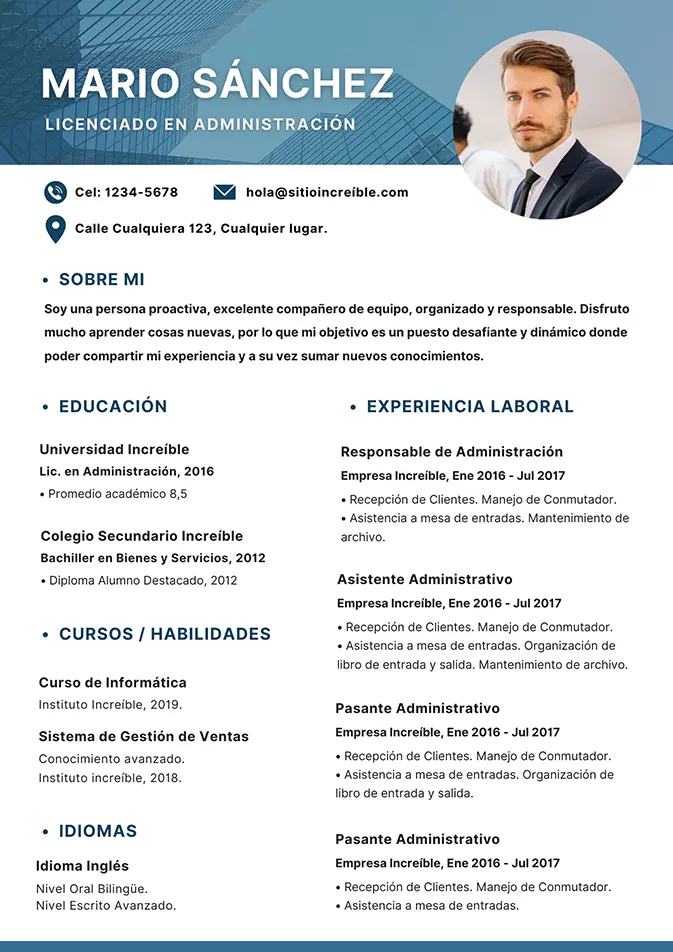 MARIO SÁNCHEZ
LICENCIADO EN ADMINISTRACIÓN
Cel: 1234-5678
hola@sitioincreíble.com
Calle Cualquiera 123, Cualquier lugar.
• SOBRE MI
Soy una persona proactiva, excelente compañero de equipo, organizado y responsable. Disfruto
mucho aprender cosas nuevas, por lo que mi objetivo es un puesto desafiante y dinámico donde
poder compartir mi experiencia y a su vez sumar nuevos conocimientos.
• EDUCACIÓN
Universidad Increíble
Lic. en Administración, 2016
• Promedio académico 8,5
Colegio Secundario Increíble
Bachiller en Bienes y Servicios, 2012
• Diploma Alumno Destacado, 2012
• CURSOS / HABILIDADES
Curso de Informática
Instituto Increíble, 2019.
Sistema de Gestión de Ventas
Conocimiento avanzado.
Instituto increíble, 2018.
• IDIOMAS
Idioma Inglés
Nivel Oral Bilingüe.
Nivel Escrito Avanzado.
• EXPERIENCIA LABORAL
Responsable de Administración
Empresa Increíble, Ene 2016 - Jul 2017
• Recepción de Clientes. Manejo de Conmutador.
• Asistencia a mesa de entradas. Mantenimiento de
archivo.
Asistente Administrativo
Empresa Increíble, Ene 2016 - Jul 2017
• Recepción de Clientes. Manejo de Conmutador.
• Asistencia a mesa de entradas. Organización de
libro de entrada y salida. Mantenimiento de archivo.
Pasante Administrativo
Empresa Increíble, Ene 2016 - Jul 2017
• Recepción de Clientes. Manejo de Conmutador.
• Asistencia a mesa de entradas. Organización de
libro de entrada y salida.
Pasante Administrativo
Empresa Increíble, Ene 2016 - Jul 2017
• Recepción de Clientes. Manejo de Conmutador.
• Asistencia a mesa de entradas.